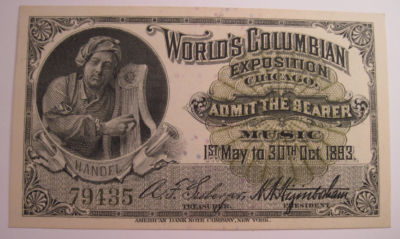 WORLD'S COLUMBIAN
EXPOSITION
CHICAGO,
ADMIT THE BEARER
MUSIC
1ST May to 30TH Oct. 1893.
HANDEL
79435
TREASURER.
PRESIDENT.
AMERICAN BANK NOTE COMPANY, NEW YORK.